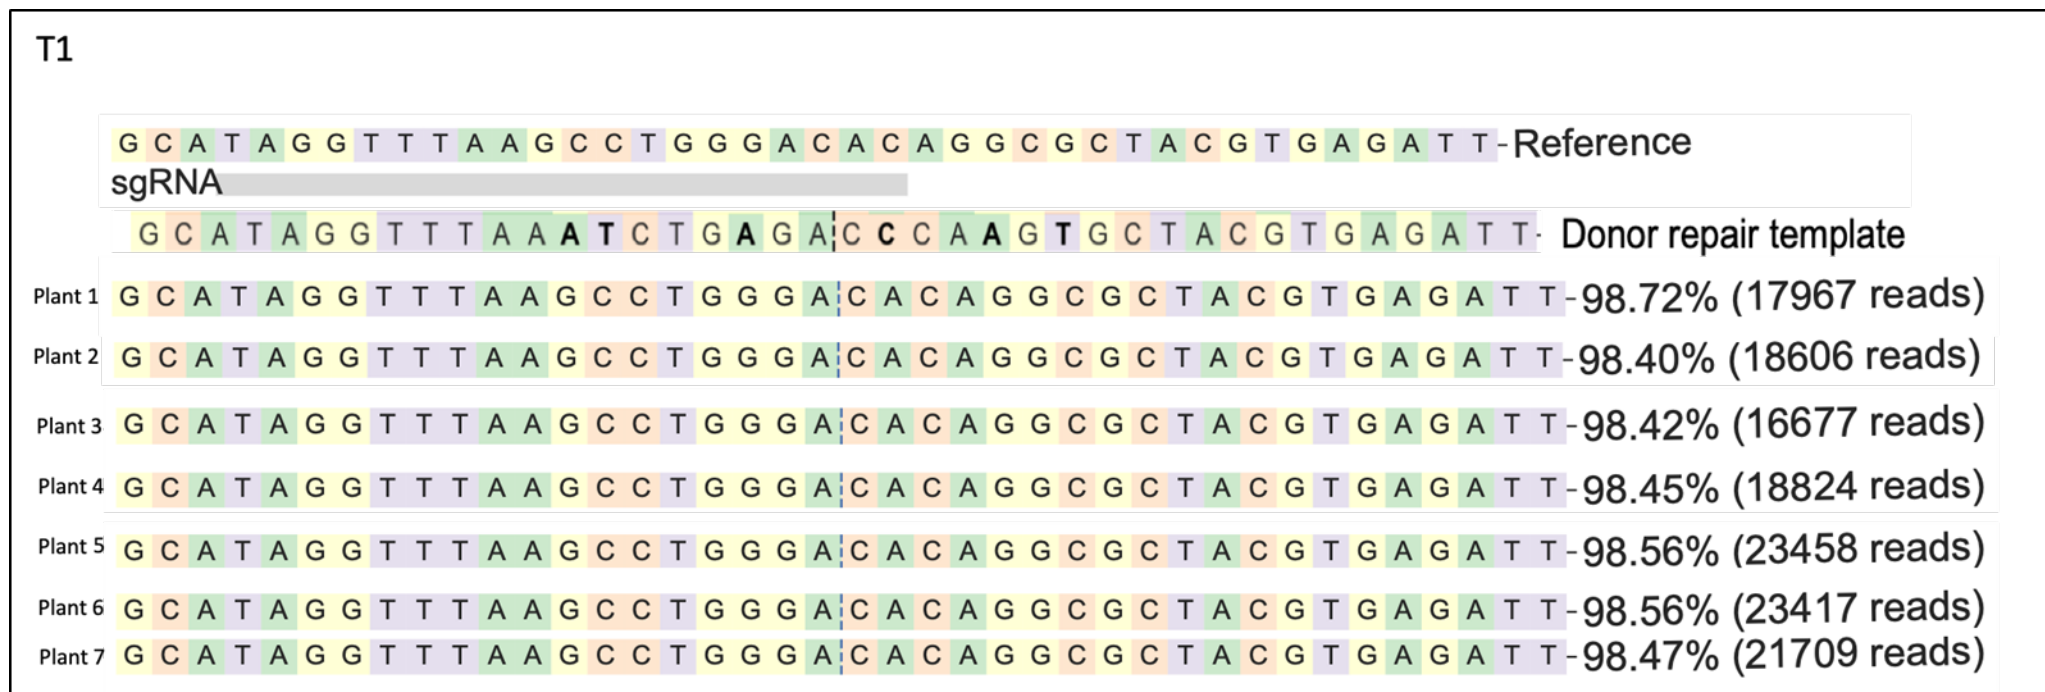 T1
G C A T A G G T T T A A G C C T G G G A C A C A G G C G C T A C G T G A G A T T - Reference
sgRNA
G C A T A G G T T T A A A T C T G A G A C C C A A G T G C T A C G T G A G A T T - Donor repair template
Plant 1 G C A T A G G T T T A A G C C T G G G A C A C A G G C G C T A C G T G A G A T T -98.72% (17967 reads)
Plant 2 G C A T A G G T T T A A G C C T G G G A C A C A G G C G C T A C G T G A G A T T -98.40% (18606 reads)
Plant 3 G C A T A G G T T T A A G C C T G G G A C A C A G G C G C T A C G T G A G A T T -98.42% (16677 reads)
Plant 4 G C A T A G G T T T A A G C C T G G G A C A C A G G C G C T A C G T G A G A T T -98.45% (18824 reads)
Plant 5 G C A T A G G T T T A A G C C T G G G A C A C A G G C G C T A C G T G A G A T T -98.56% (23458 reads)
Plant 6 G C A T A G G T T T A A G C C T G G G A C A C A G G C G C T A C G T G A G A T T -98.56% (23417 reads)
Plant 7 G C A T A G G T T T A A G C C T G G G A C A C A G G C G C T A C G T G A G A T T -98.47% (21709 reads)